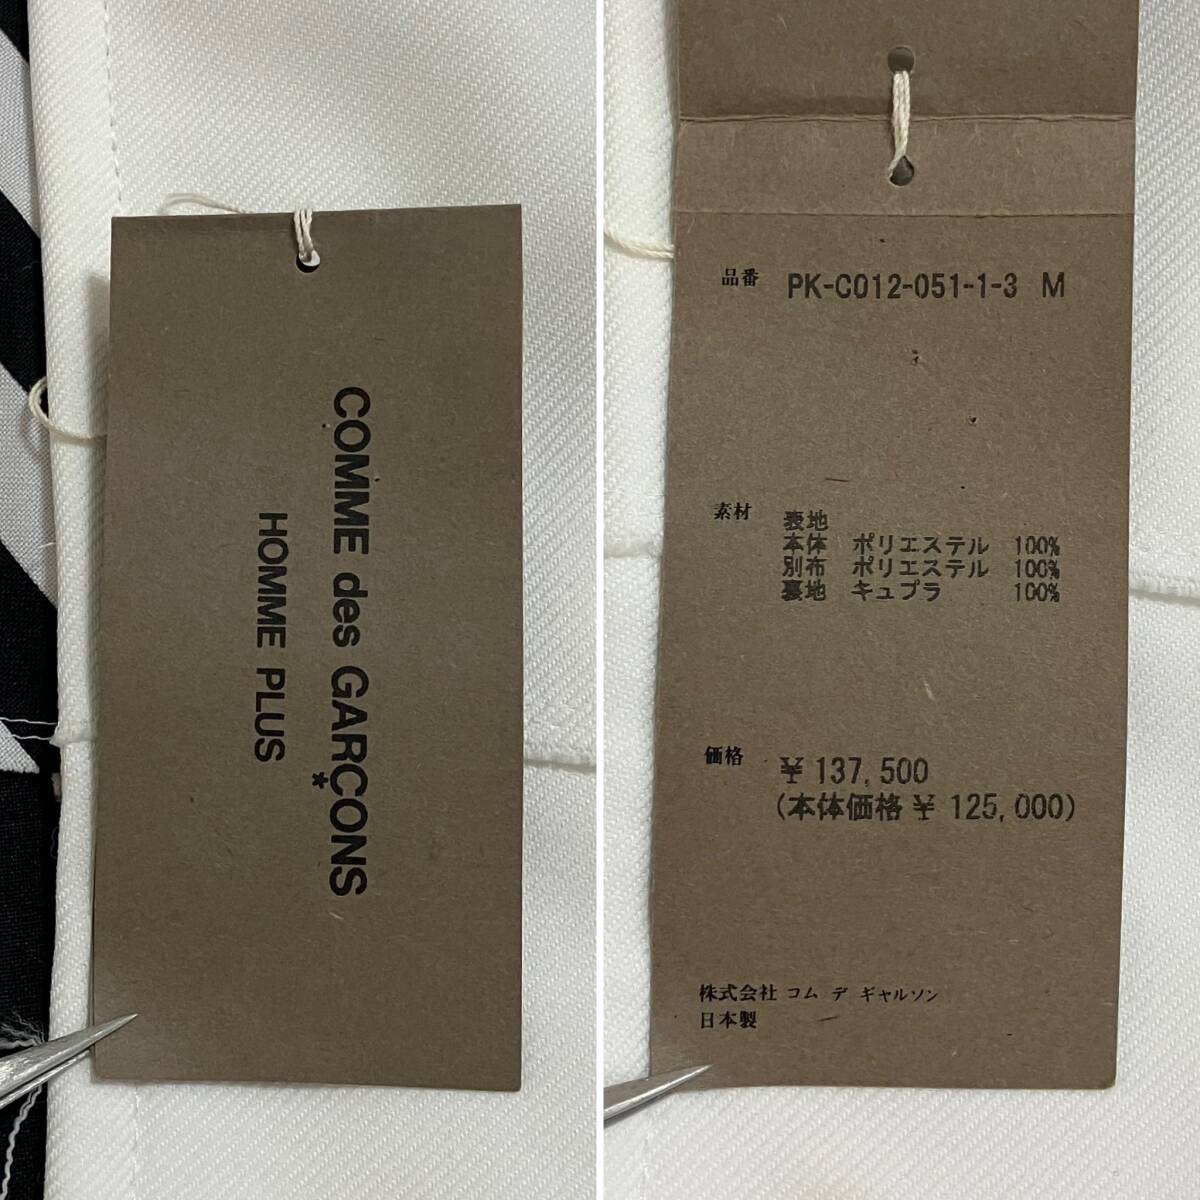 COMME des GARÇONS
HOMME PLUS
品番 PK-C012-051-1-3 M
素材 表地
本体 ポリエステル 100%
別布 ポリエステル 100%
裏地 キュプラ 100%
価格 ¥ 137,500
(本体価格 ¥ 125,000)
株式会社 コム デ ギャルソン
日本製